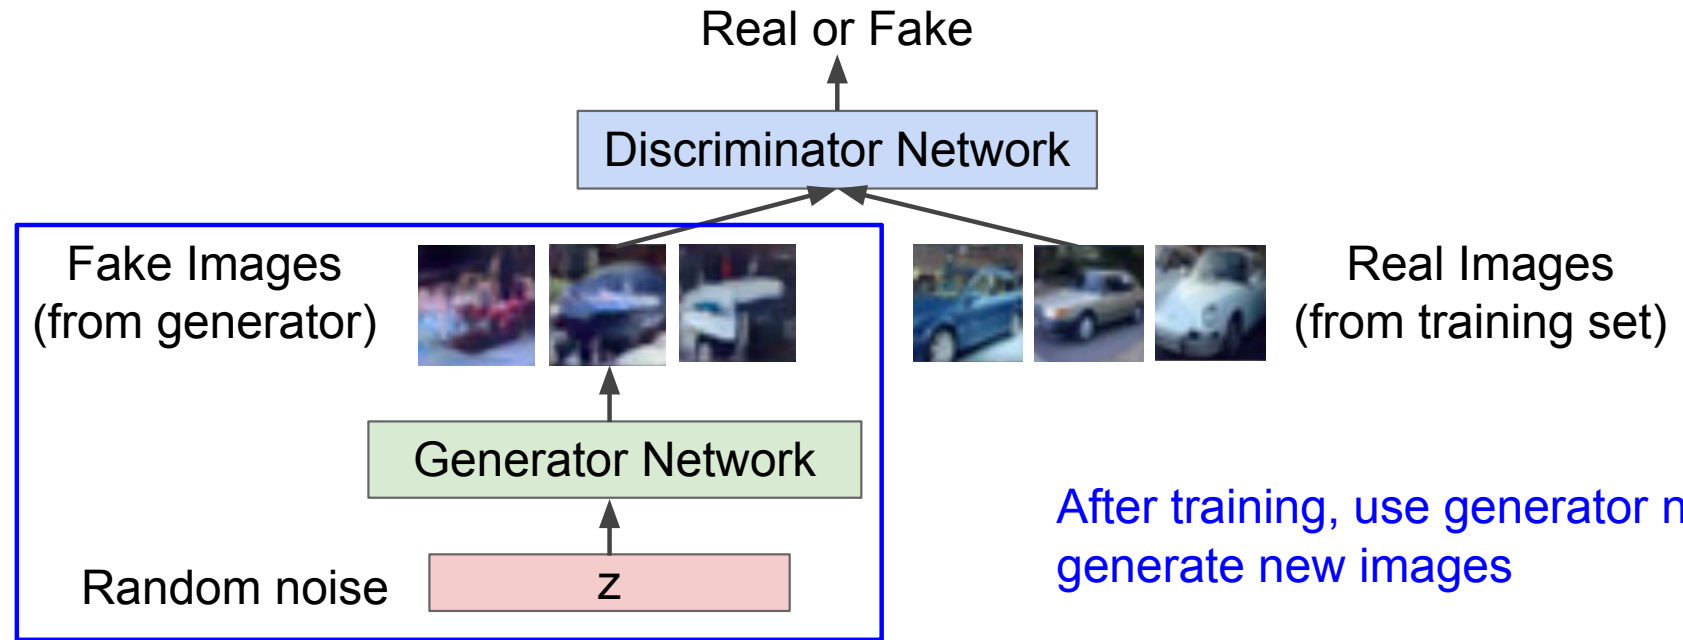 Real or Fake
Discriminator Network
Fake Images
(from generator)
Real Images
(from training set)
Generator Network
After training, use generator
generate new images
Random noise
z